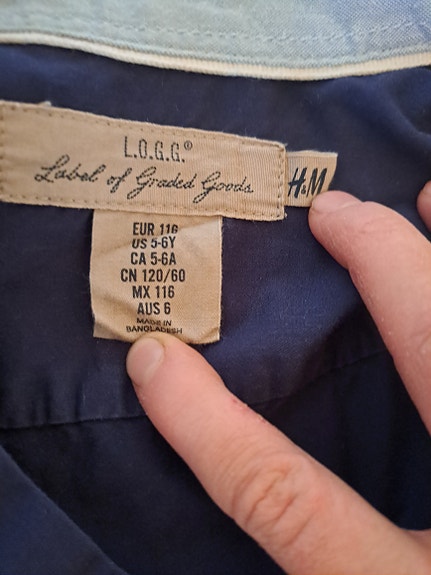 L.O.G.G.®
Label of Graded Goods
H&M
EUR 116
US 5-6Y
CA 5-6A
CN 120/60
MX 116
AUS 6
MADE IN
BANGLADESH